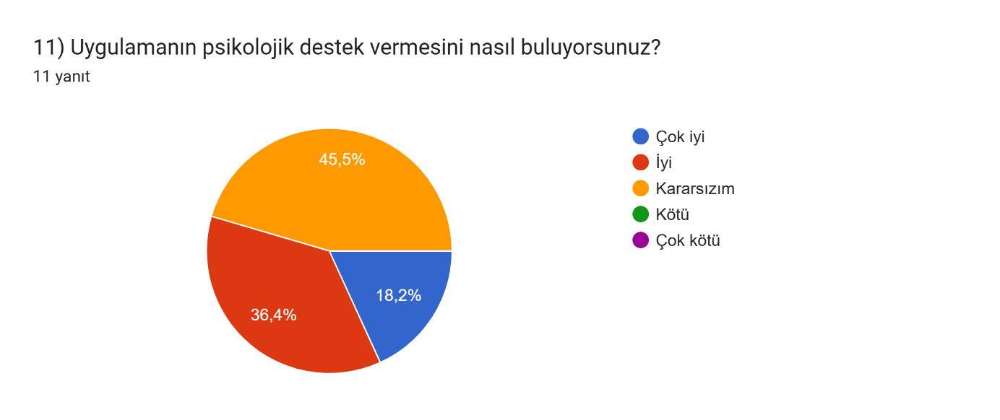 11) Uygulamanın psikolojik destek vermesini nasıl buluyorsunuz?
11 yanıt
Çok iyi
İyi
Kararsızım
Kötü
Çok kötü
45,5%
18,2%
36,4%